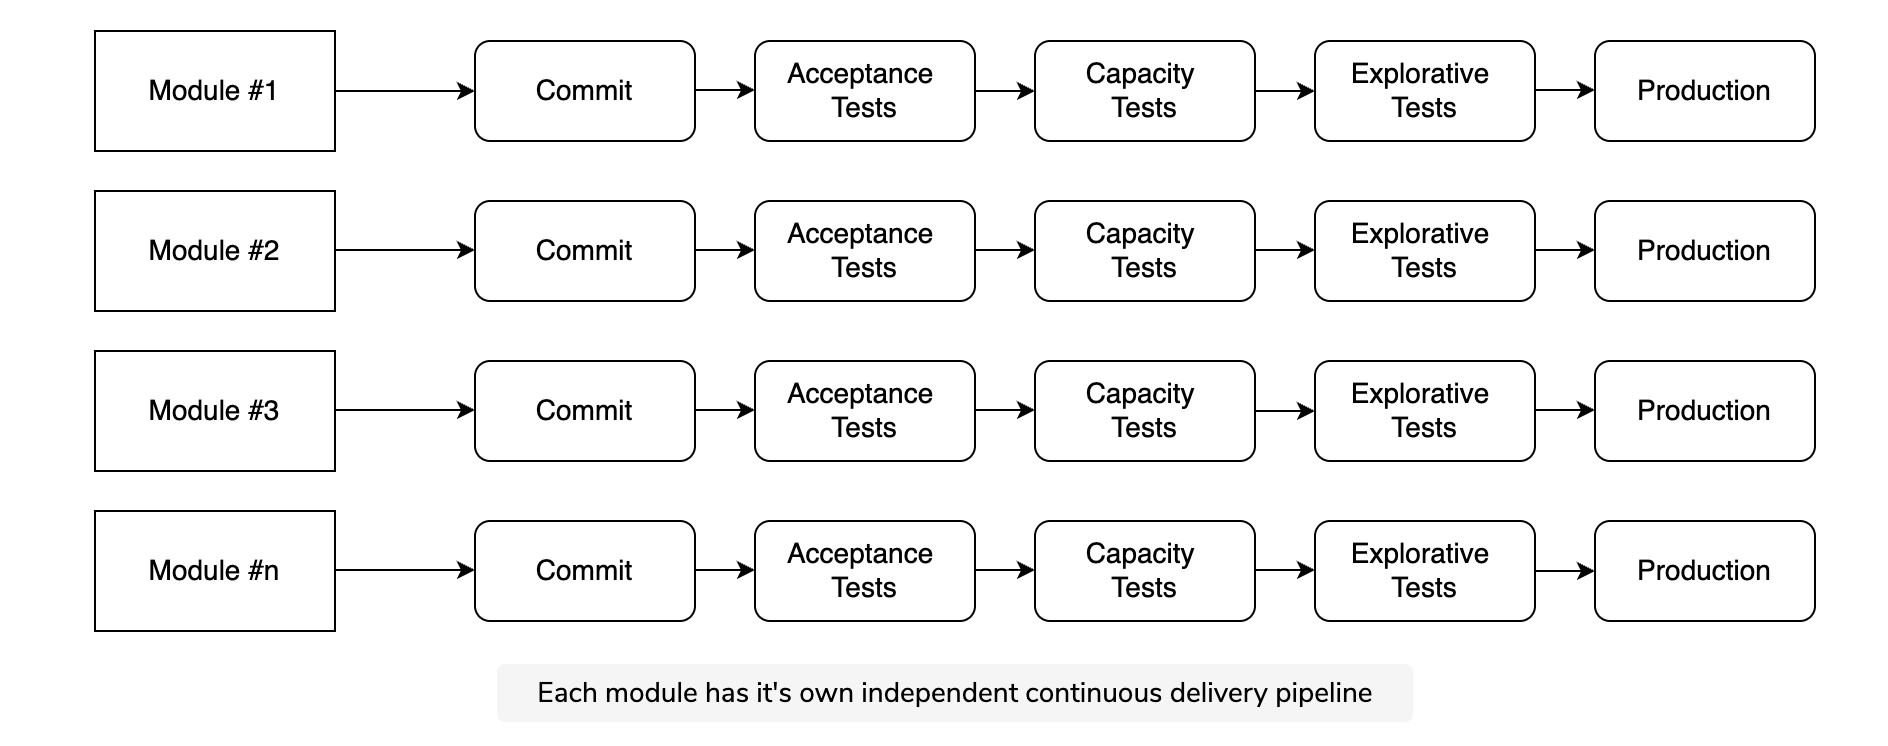 Module #1
Commit
Acceptance
Tests
Capacity
Tests
Explorative
Tests
Production
Module #2
Commit
Acceptance
Tests
Capacity
Tests
Explorative
Tests
Production
Module #3
Commit
Acceptance
Tests
Capacity
Tests
Explorative
Tests
Production
Module #n
Commit
Acceptance
Tests
Capacity
Tests
Explorative
Tests
Production
Each module has it's own independent continuous delivery pipeline